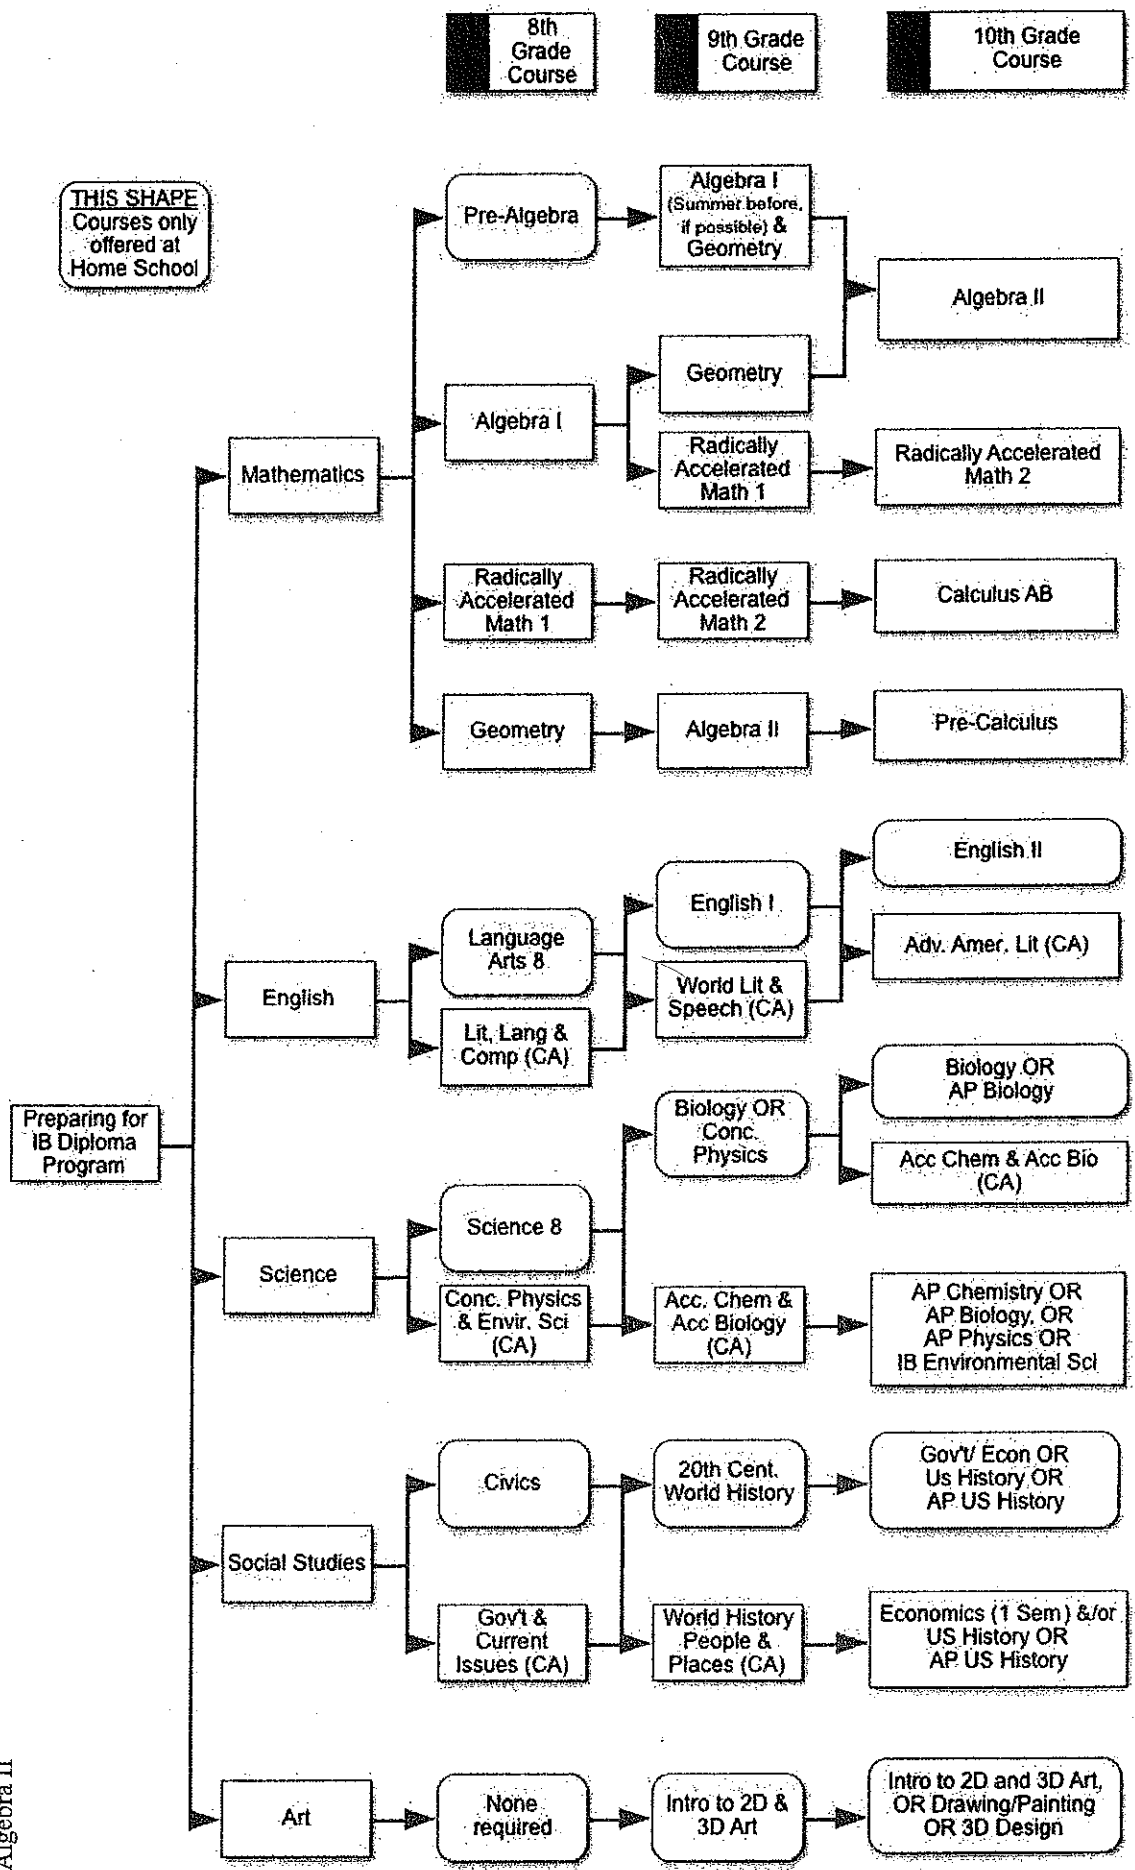 8th
Grade
Course
9th Grade
Course
10th Grade
Course
THIS SHAPE
Courses only
offered at
Home School
Pre-Algebra
Algebra I
(Summer before,
if possible) &
Geometry
Algebra II
Geometry
Algebra I
Mathematics
Radically
Accelerated
Math 1
Radically Accelerated
Math 2
Radically
Accelerated
Math 1
Radically
Accelerated
Math 2
Calculus AB
Geometry
Algebra II
Pre-Calculus
English II
English I
Language
Arts 8
Adv. Amer. Lit (CA)
English
World Lit &
Speech (CA)
Lit, Lang &
Comp (CA)
Biology OR
AP Biology
Preparing for
IB Diploma
Program
Biology OR
Conc.
Physics
Acc Chem & Acc Bio
(CA)
Science 8
Science
Conc. Physics
& Envir. Sci
(CA)
Acc. Chem &
Acc Biology
(CA)
AP Chemistry OR
AP Biology, OR
AP Physics OR
IB Environmental Sci
Civics
20th Cent.
World History
Gov't/ Econ OR
Us History OR
AP US History
Social Studies
Gov't &
Current
Issues (CA)
World History
People &
Places (CA)
Economics (1 Sem) &/or
US History OR
AP US History
Art
None
required
Intro to 2D &
3D Art
Intro to 2D and 3D Art,
OR Drawing/Painting
OR 3D Design
Algebra II